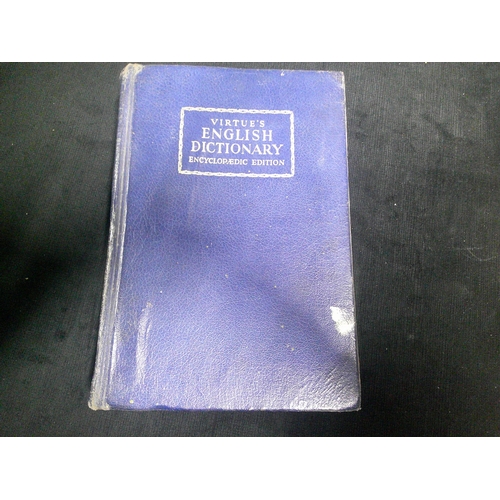 VIRTUE'S
ENGLISH
DICTIONARY
ENCYCLOPÆDIC EDITION